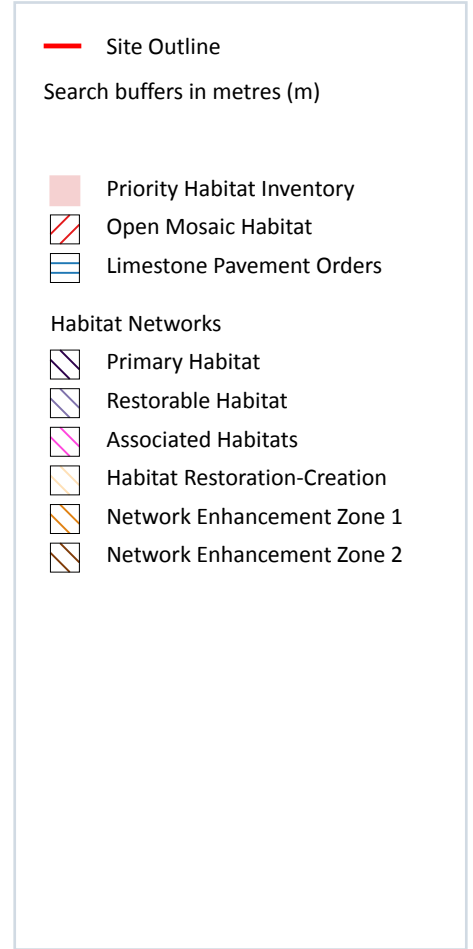 Site Outline
Search buffers in metres (m)
Priority Habitat Inventory
Open Mosaic Habitat
Limestone Pavement Orders
Habitat Networks
Primary Habitat
Restorable Habitat
Associated Habitats
Habitat Restoration-Creation
Network Enhancement Zone 1
Network Enhancement Zone 2